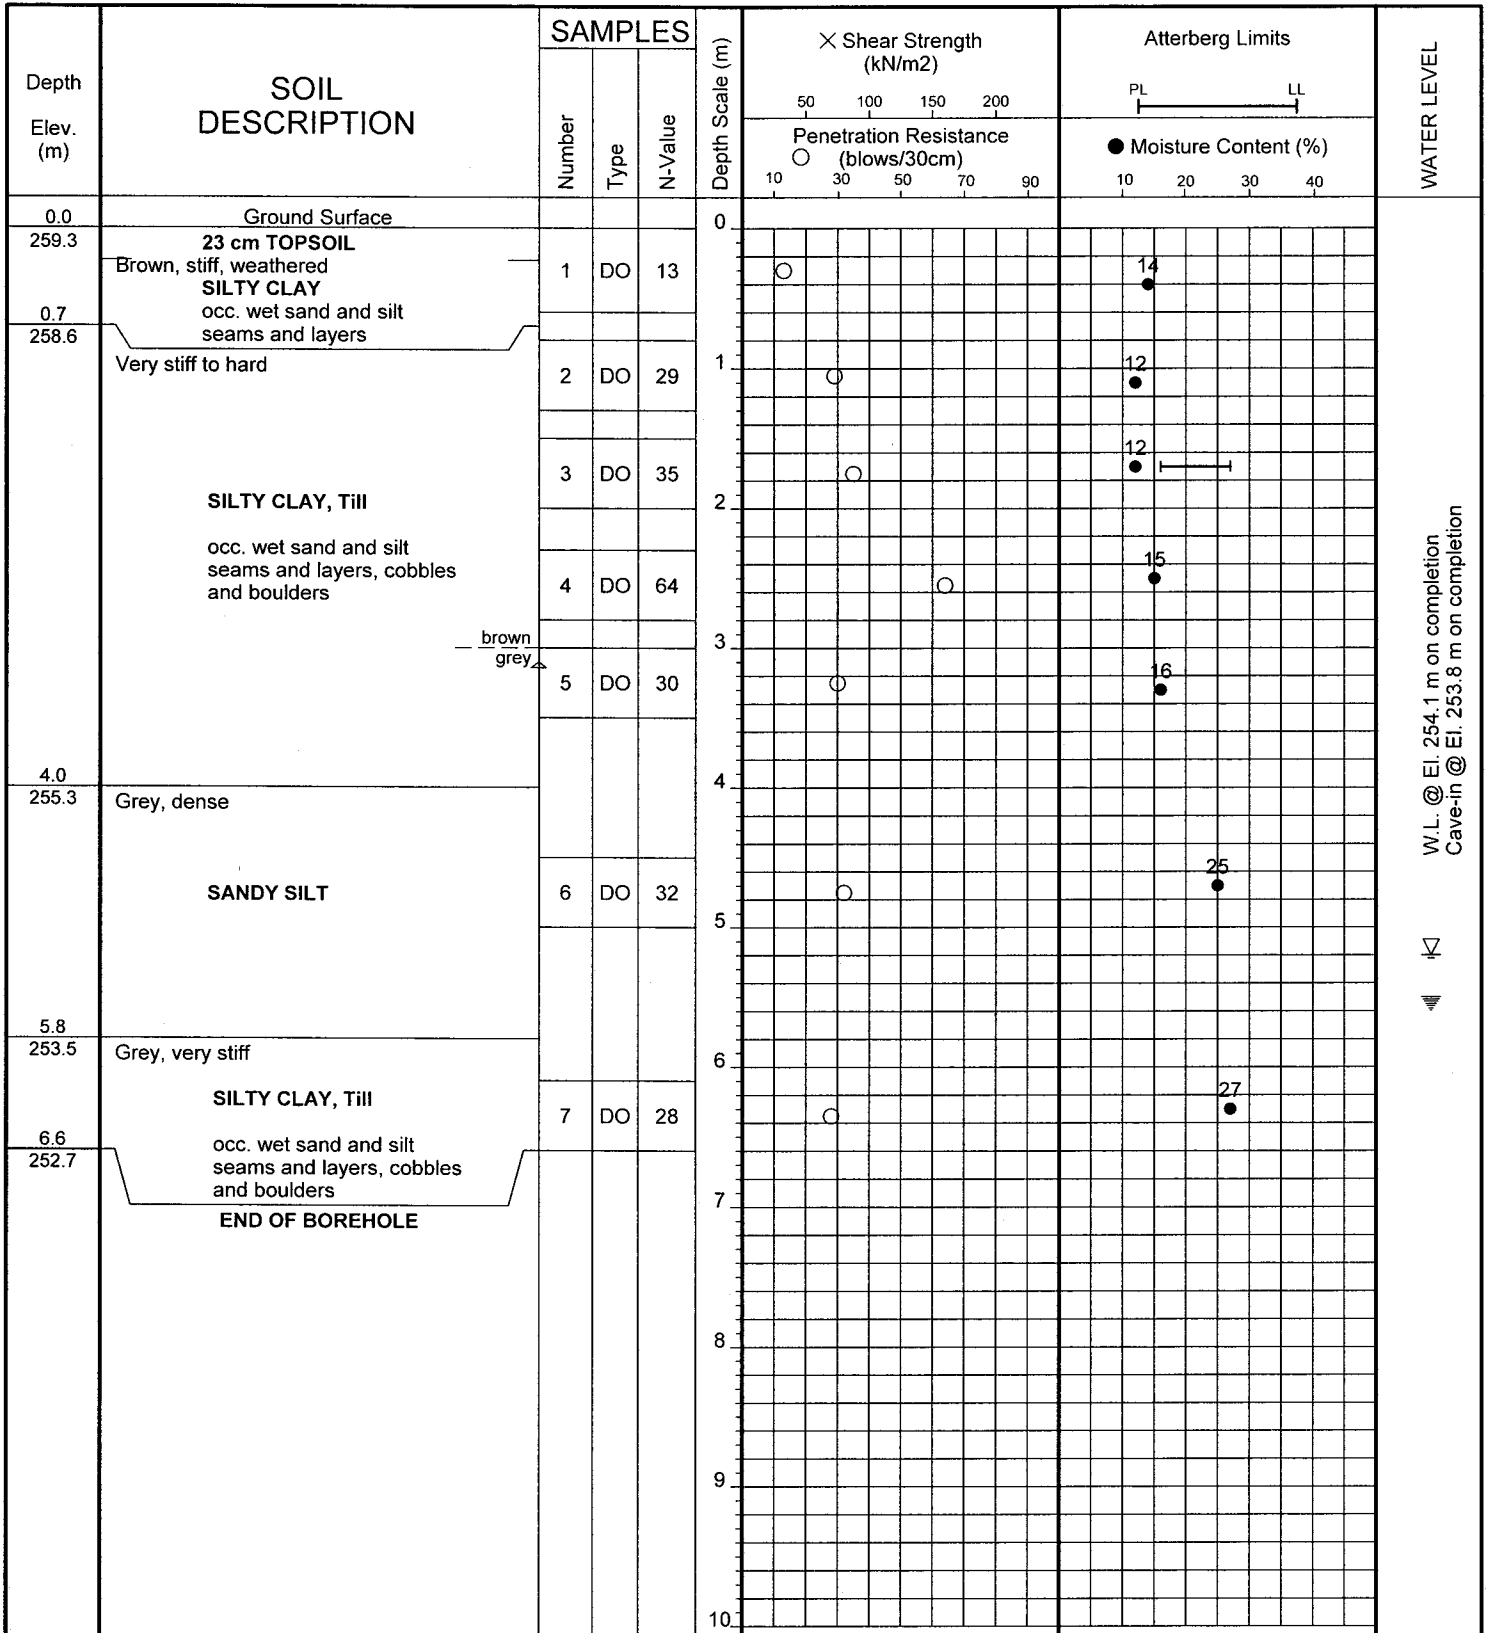 Depth
Elev.
(m)
SOIL
DESCRIPTION
SAMPLES
Number
Type
N-Value
Depth Scale (m)
× Shear Strength
(kN/m2)
50 100 150 200
Penetration Resistance
(blows/30cm)
10 30 50 70 90
Atterberg Limits
PL LL
Moisture Content (%)
10 20 30 40
WATER LEVEL
0.0 Ground Surface
0
259.3
23 cm TOPSOIL
Brown, stiff, weathered
SILTY CLAY
occ. wet sand and silt
seams and layers
1 DO 13
14
0.7
258.6
Very stiff to hard
1
2 DO 29
12
3 DO 35
12
SILTY CLAY, Till
2
occ. wet sand and silt
seams and layers, cobbles
and boulders
4 DO 64
15
brown
grey
3
5 DO 30
16
4.0
255.3
Grey, dense
4
SANDY SILT
6 DO 32
25
5
5.8
253.5
Grey, very stiff
6
SILTY CLAY, Till
7 DO 28
27
occ. wet sand and silt
seams and layers, cobbles
and boulders
6.6
252.7
7
END OF BOREHOLE
8
9
10
W.L. @ El. 254.1 m on completion
Cave-in @ El. 253.8 m on completion